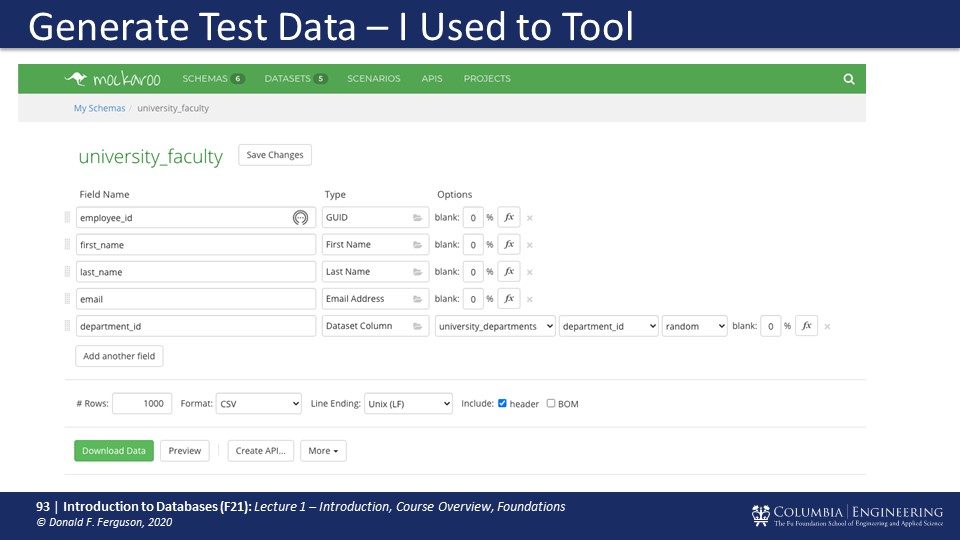 Generate Test Data – I Used to Tool
mockaroo SCHEMAS 6 DATASETS 5 SCENARIOS APIS PROJECTS
My Schemas / university_faculty
university_faculty Save Changes
Field Name Type Options
employee_id GUID blank: 0 % fx ×
first_name First Name blank: 0 % fx ×
last_name Last Name blank: 0 % fx ×
email Email Address blank: 0 % fx ×
department_id Dataset Column university_departments department_id random blank: 0 % fx ×
Add another field
# Rows: 1000 Format: CSV Line Ending: Unix (LF) Include: header BOM
Download Data Preview Create API... More
93 | Introduction to Databases (F21): Lecture 1 – Introduction, Course Overview, Foundations
© Donald F. Ferguson, 2020
COLUMBIA | ENGINEERING
The Fu Foundation School of Engineering and Applied Science